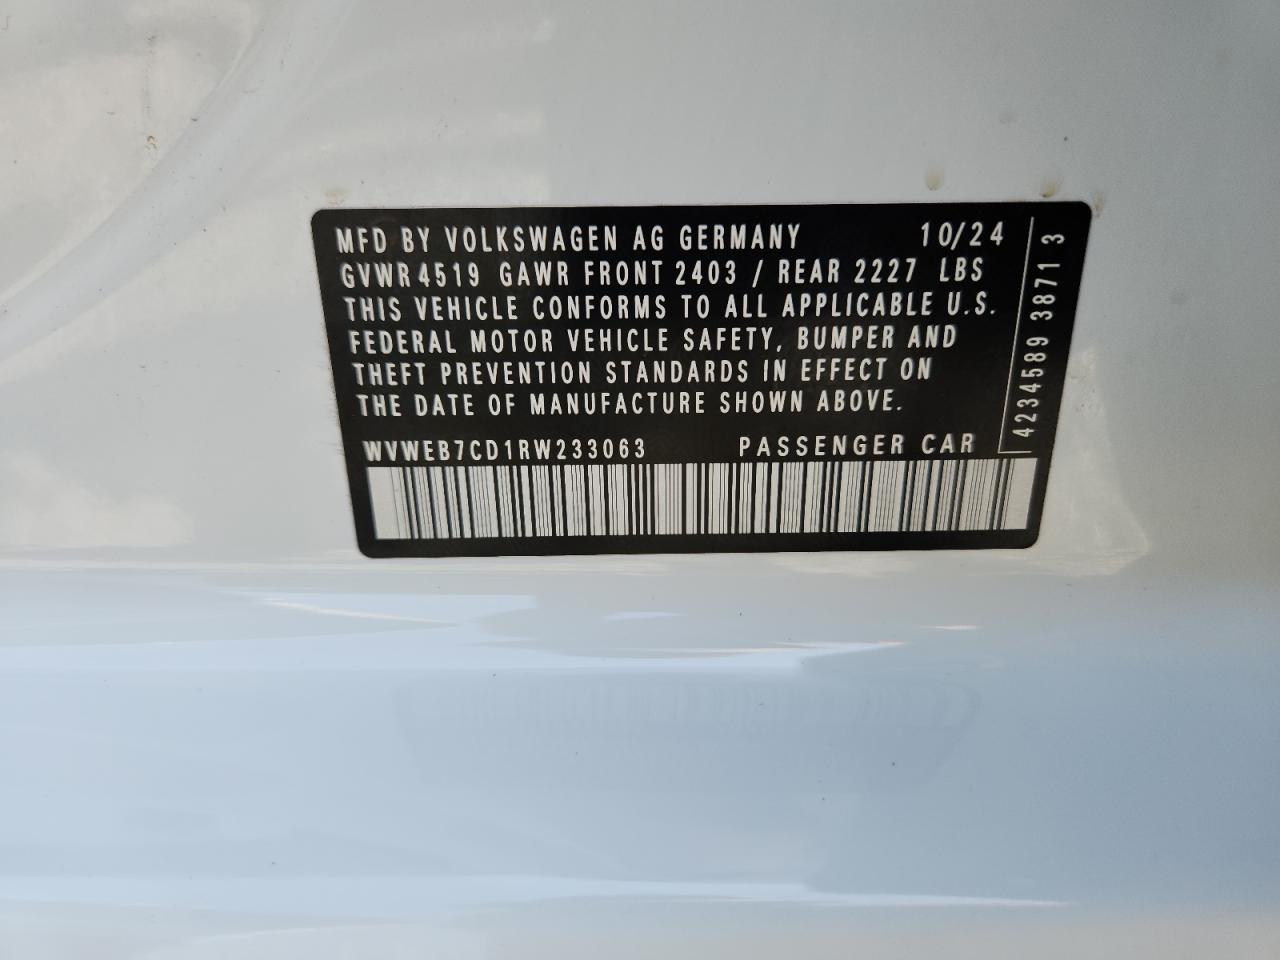 MFD BY VOLKSWAGEN AG GERMANY 10/24
GVWR 4519 GAWR FRONT 2403 / REAR 2227 LBS
THIS VEHICLE CONFORMS TO ALL APPLICABLE U.S.
FEDERAL MOTOR VEHICLE SAFETY, BUMPER AND
THEFT PREVENTION STANDARDS IN EFFECT ON
THE DATE OF MANUFACTURE SHOWN ABOVE.
WVWEB7CD1RW233063 PASSENGER CAR
4234589 3871 3